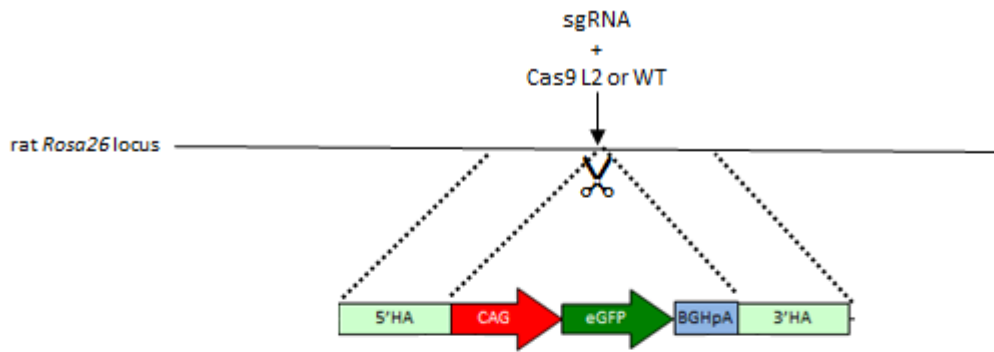 sgRNA
+
Cas9 L2 or WT
rat Rosa26 locus
5'HA CAG eGFP BGHpA 3'HA